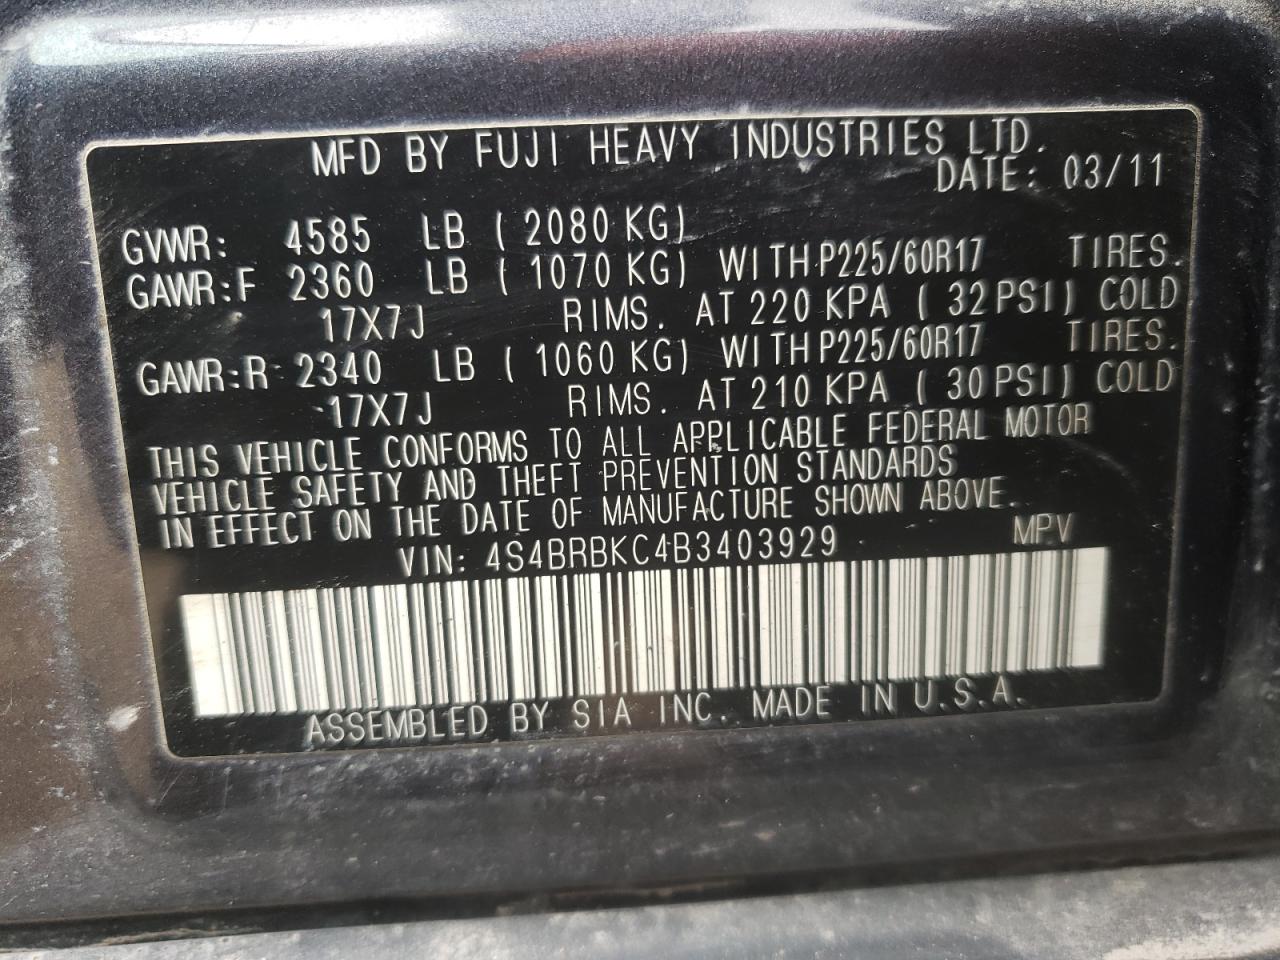 MFD BY FUJI HEAVY INDUSTRIES LTD.
DATE: 03/11
GVWR: 4585 LB ( 2080 KG)
GAWR:F 2360 LB ( 1070 KG) WITH P225/60R17 TIRES.
17X7J RIMS. AT 220 KPA ( 32 PSI) COLD
GAWR:R 2340 LB ( 1060 KG) WITH P225/60R17 TIRES.
17X7J RIMS. AT 210 KPA ( 30 PSI) COLD
THIS VEHICLE CONFORMS TO ALL APPLICABLE FEDERAL MOTOR
VEHICLE SAFETY AND THEFT PREVENTION STANDARDS
IN EFFECT ON THE DATE OF MANUFACTURE SHOWN ABOVE.
VIN: 4S4BRBKC4B3403929 MPV
ASSEMBLED BY SIA INC. MADE IN U.S.A.